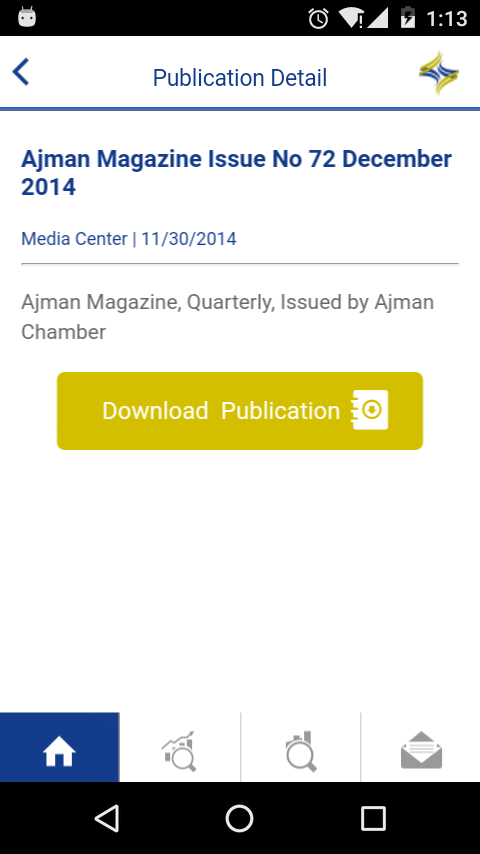 1:13
Publication Detail
Ajman Magazine Issue No 72 December
2014
Media Center | 11/30/2014
Ajman Magazine, Quarterly, Issued by Ajman
Chamber
Download Publication